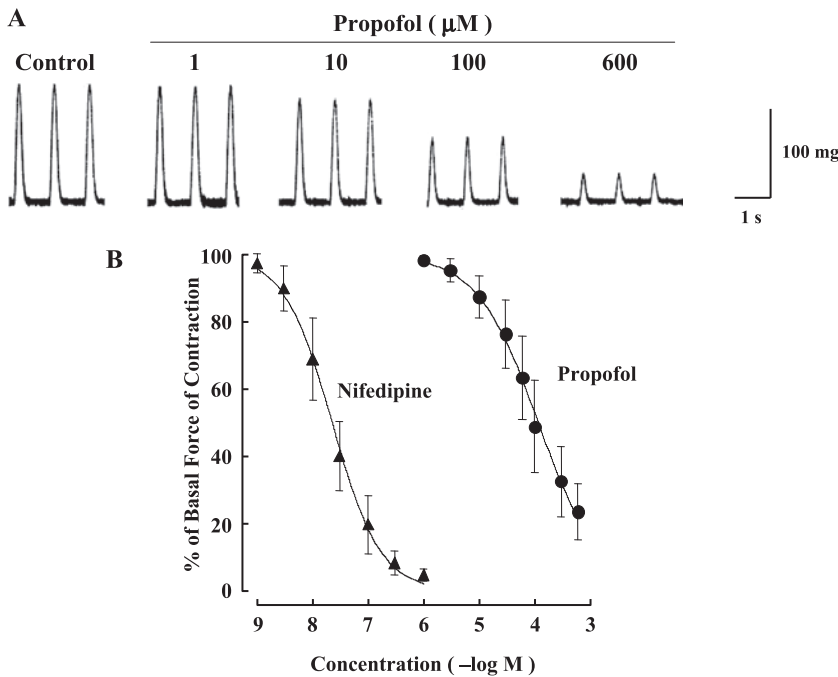 A
Propofol ( μM )
Control 1 10 100 600
100 mg
1 s
B
% of Basal Force of Contraction
100
80
60
40
20
0
Nifedipine
Propofol
9 8 7 6 5 4 3
Concentration ( –log M )